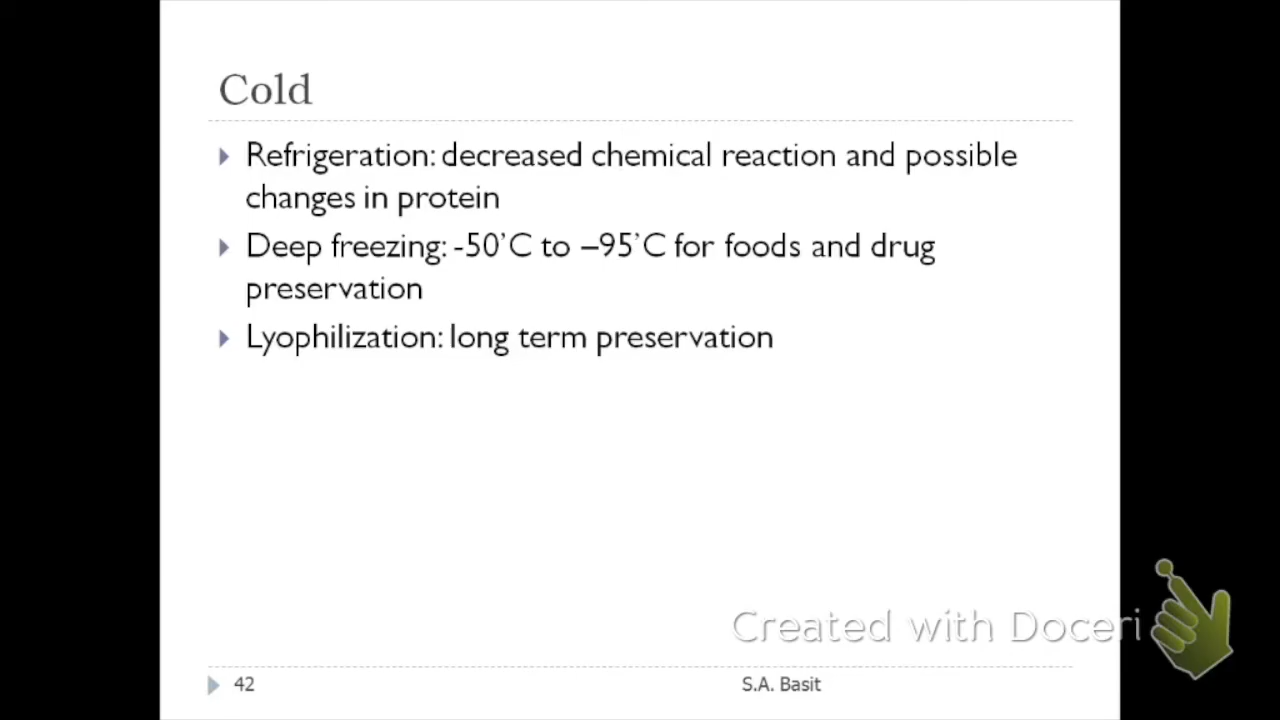 Cold
Refrigeration: decreased chemical reaction and possible
changes in protein
Deep freezing: -50’C to –95’C for foods and drug
preservation
Lyophilization: long term preservation
Created with Doceri
42
S.A. Basit